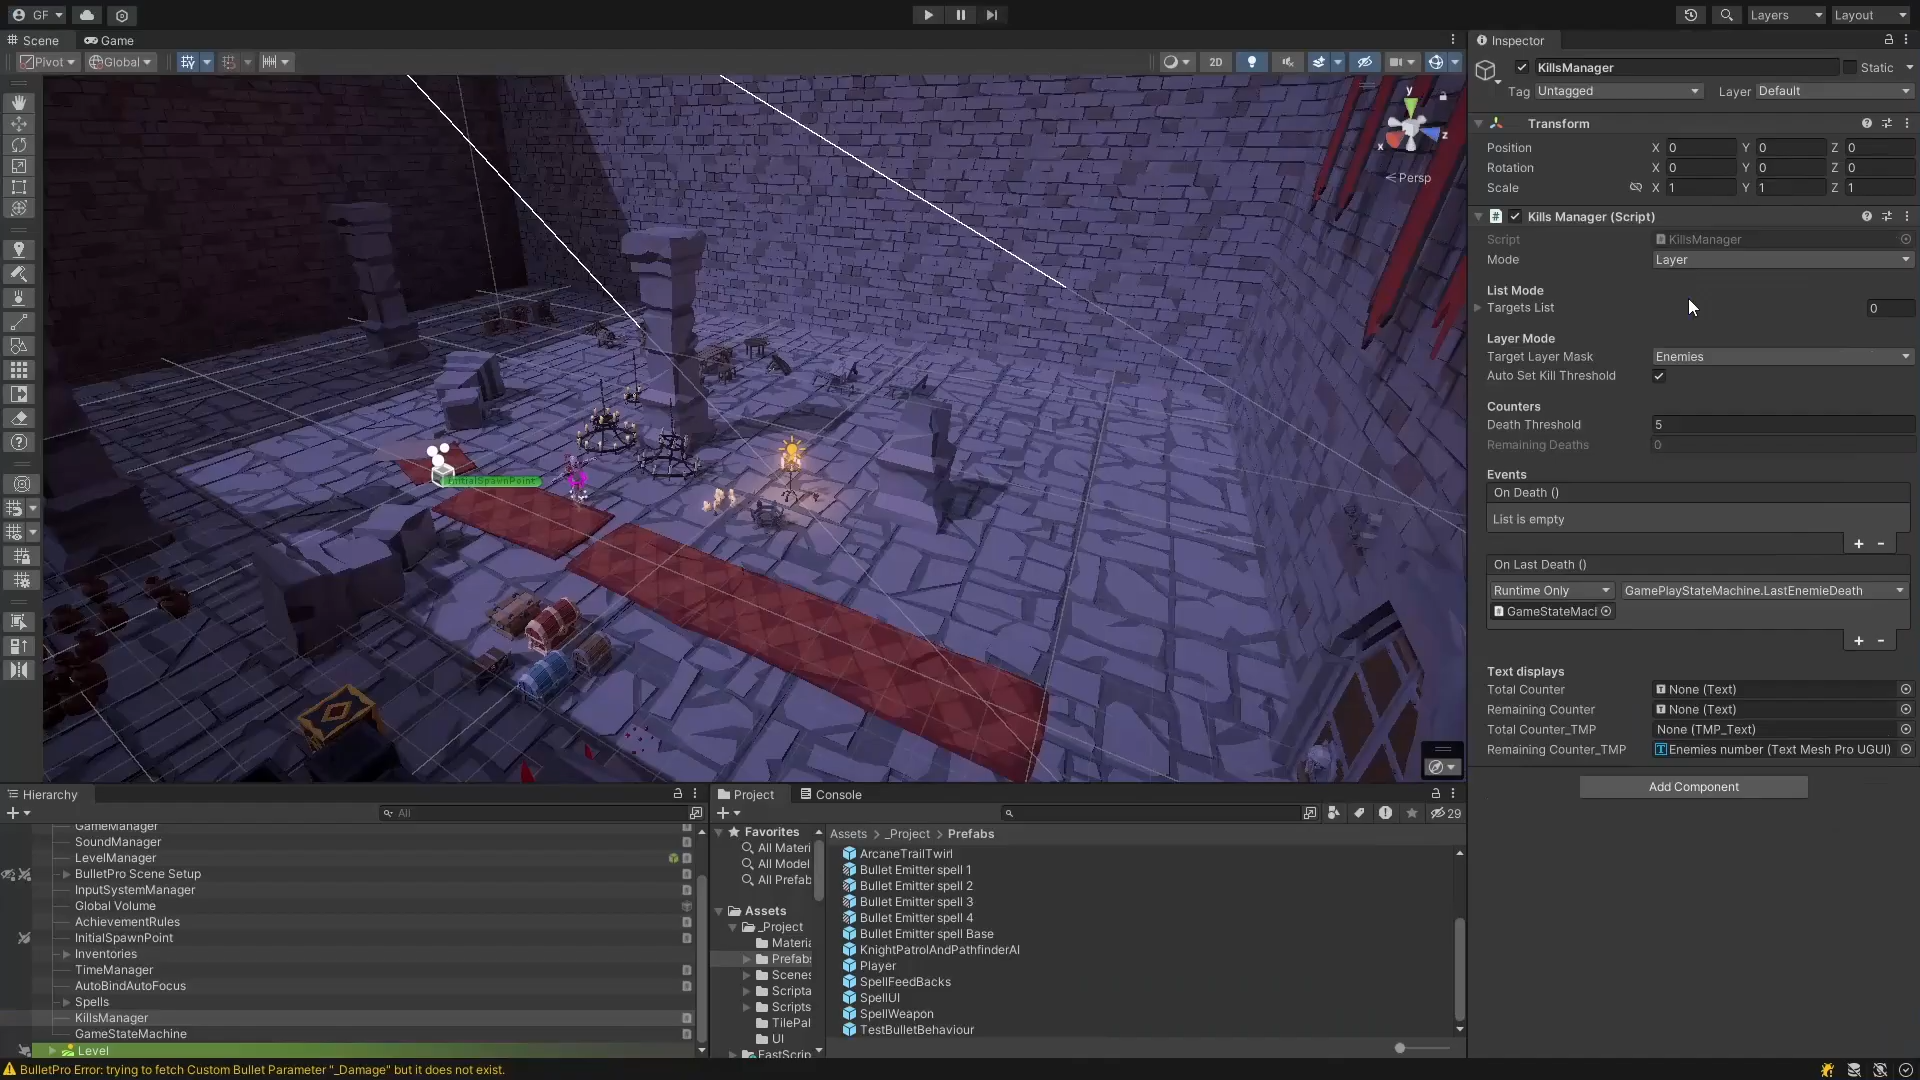 GF
Layers
Layout
Scene
Game
Pivot
Global
2D
y
z
x
Persp
InitialSpawnPoint
Inspector
KillsManager
Static
Tag
Untagged
Layer
Default
Transform
Position
X 0
Y 0
Z 0
Rotation
X 0
Y 0
Z 0
Scale
X 1
Y 1
Z 1
Kills Manager (Script)
Script
KillsManager
Mode
Layer
List Mode
Targets List
0
Layer Mode
Target Layer Mask
Enemies
Auto Set Kill Threshold
Counters
Death Threshold
5
Remaining Deaths
0
Events
On Death ()
List is empty
+ -
On Last Death ()
Runtime Only
GamePlayStateMachine.LastEnemieDeath
GameStateMacl
+ -
Text displays
Total Counter
None (Text)
Remaining Counter
None (Text)
Total Counter_TMP
None (TMP_Text)
Remaining Counter_TMP
Enemies number (Text Mesh Pro UGUI)
Add Component
Hierarchy
All
GameManager
SoundManager
LevelManager
BulletPro Scene Setup
InputSystemManager
Global Volume
AchievementRules
InitialSpawnPoint
Inventories
TimeManager
AutoBindAutoFocus
Spells
KillsManager
GameStateMachine
Level
Project
Console
29
Favorites
All Materi
All Model
All Prefab
Assets
_Project
Materia
Prefabs
Scenes
Scripta
Scripts
TilePal
UI
FastScrip
Assets > _Project > Prefabs
ArcaneTrailTwirl
Bullet Emitter spell 1
Bullet Emitter spell 2
Bullet Emitter spell 3
Bullet Emitter spell 4
Bullet Emitter spell Base
KnightPatrolAndPathfinderAI
Player
SpellFeedBacks
SpellUI
SpellWeapon
TestBulletBehaviour
BulletPro Error: trying to fetch Custom Bullet Parameter "_Damage" but it does not exist.